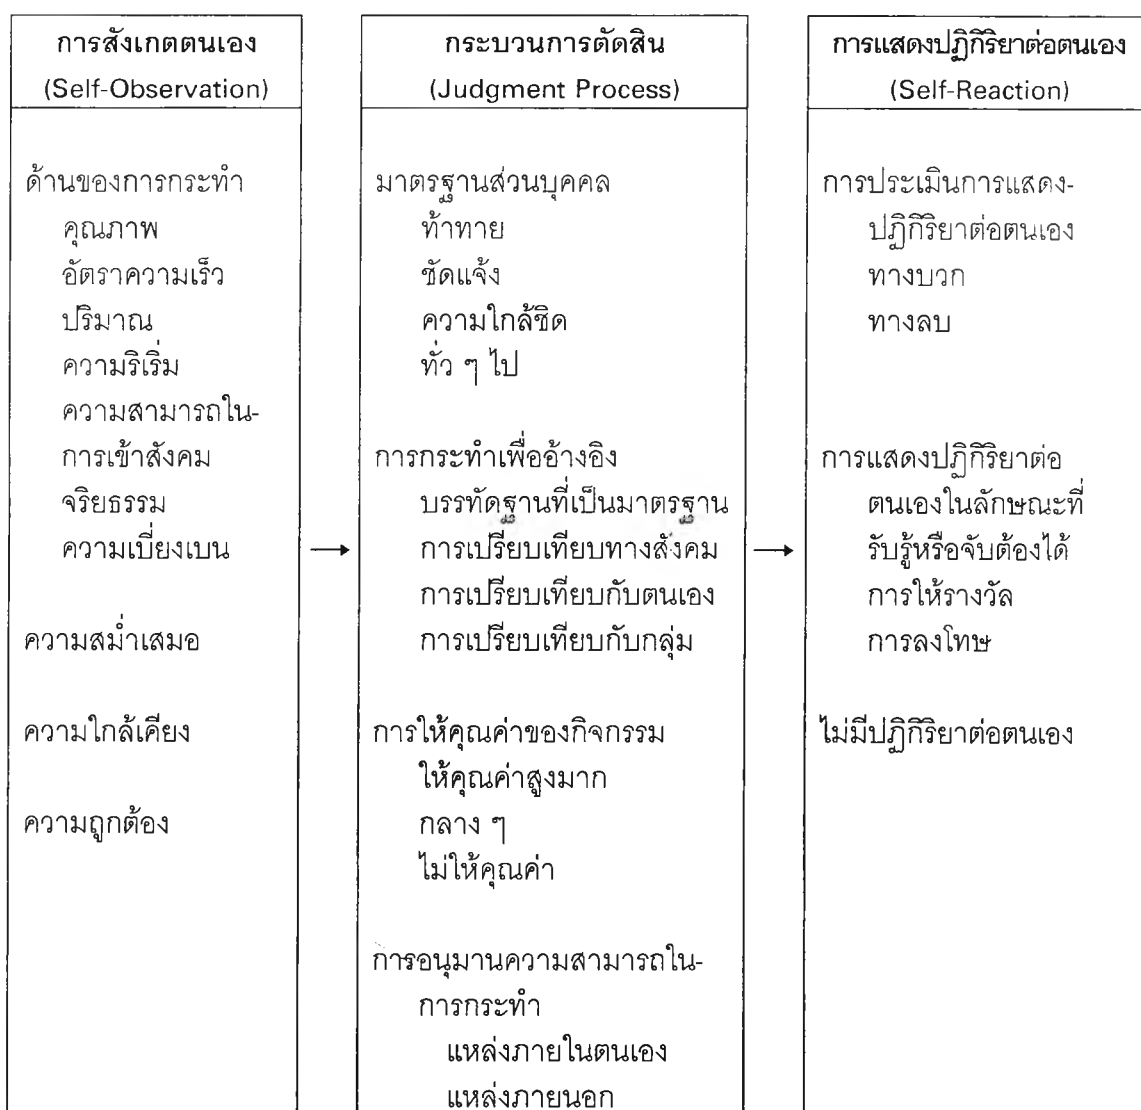 การสังเกตตนเอง
(Self-Observation)
ด้านของการกระทำ
คุณภาพ
อัตราความเร็ว
ปริมาณ
ความริเริ่ม
ความสามารถใน-
การเข้าสังคม
จริยธรรม
ความเบี่ยงเบน
ความสม่ำเสมอ
ความใกล้เคียง
ความถูกต้อง
→
กระบวนการตัดสิน
(Judgment Process)
มาตรฐานส่วนบุคคล
ท้าทาย
ชัดแจ้ง
ความใกล้ชิด
ทั่ว ๆ ไป
การกระทำเพื่ออ้างอิง
บรรทัดฐานที่เป็นมาตรฐาน
การเปรียบเทียบทางสังคม
การเปรียบเทียบกับตนเอง
การเปรียบเทียบกับกลุ่ม
การให้คุณค่าของกิจกรรม
ให้คุณค่าสูงมาก
กลาง ๆ
ไม่ให้คุณค่า
การอนุมานความสามารถใน-
การกระทำ
แหล่งภายในตนเอง
แหล่งภายนอก
→
การแสดงปฏิกิริยาต่อตนเอง
(Self-Reaction)
การประเมินการแสดง-
ปฏิกิริยาต่อตนเอง
ทางบวก
ทางลบ
การแสดงปฏิกิริยาต่อ
ตนเองในลักษณะที่
รับรู้หรือจับต้องได้
การให้รางวัล
การลงโทษ
ไม่มีปฏิกิริยาต่อตนเอง